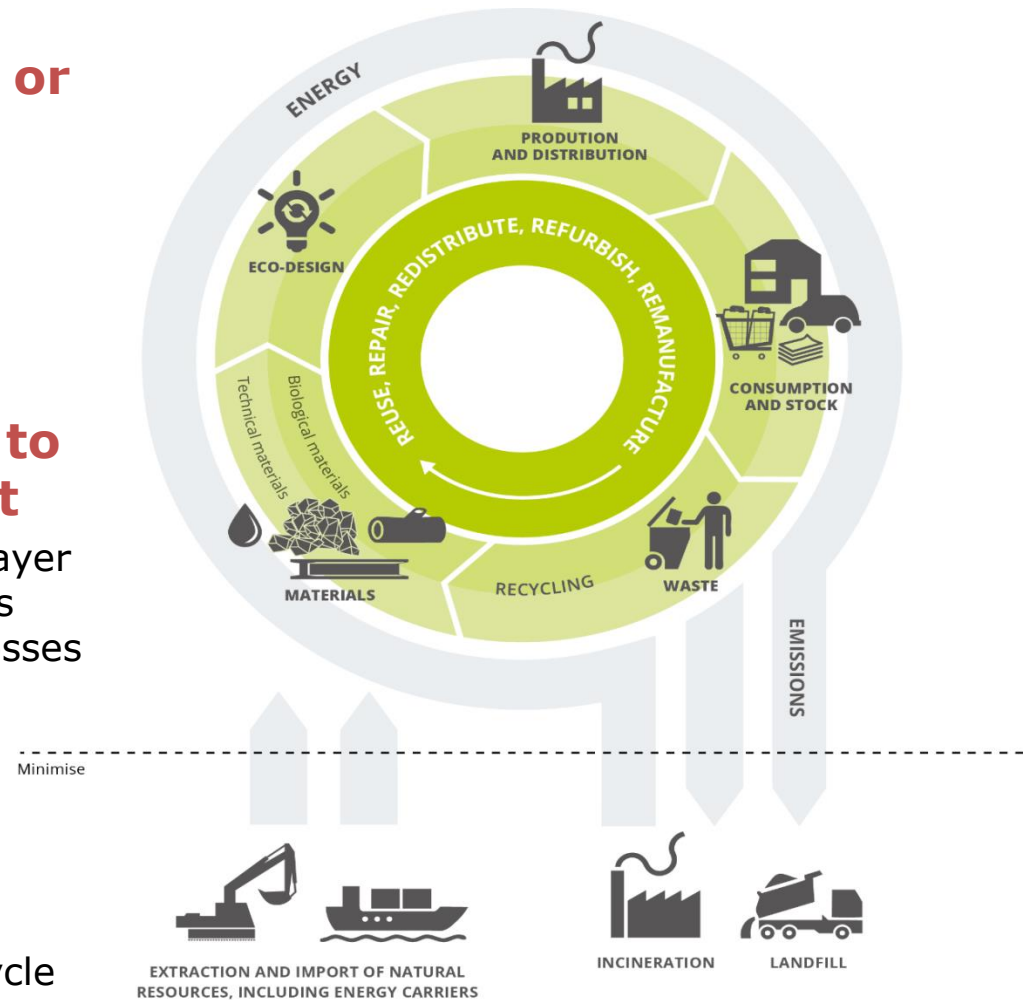 or
to
t
ayer
s
sses
ycle
ENERGY
PRODUTION
AND DISTRIBUTION
ECO-DESIGN
REUSE, REPAIR, REDISTRIBUTE, REFURBISH, REMANUFACTURE
CONSUMPTION
AND STOCK
Technical materials
Biological materials
MATERIALS
RECYCLING
WASTE
EMISSIONS
Minimise
EXTRACTION AND IMPORT OF NATURAL
RESOURCES, INCLUDING ENERGY CARRIERS
INCINERATION
LANDFILL